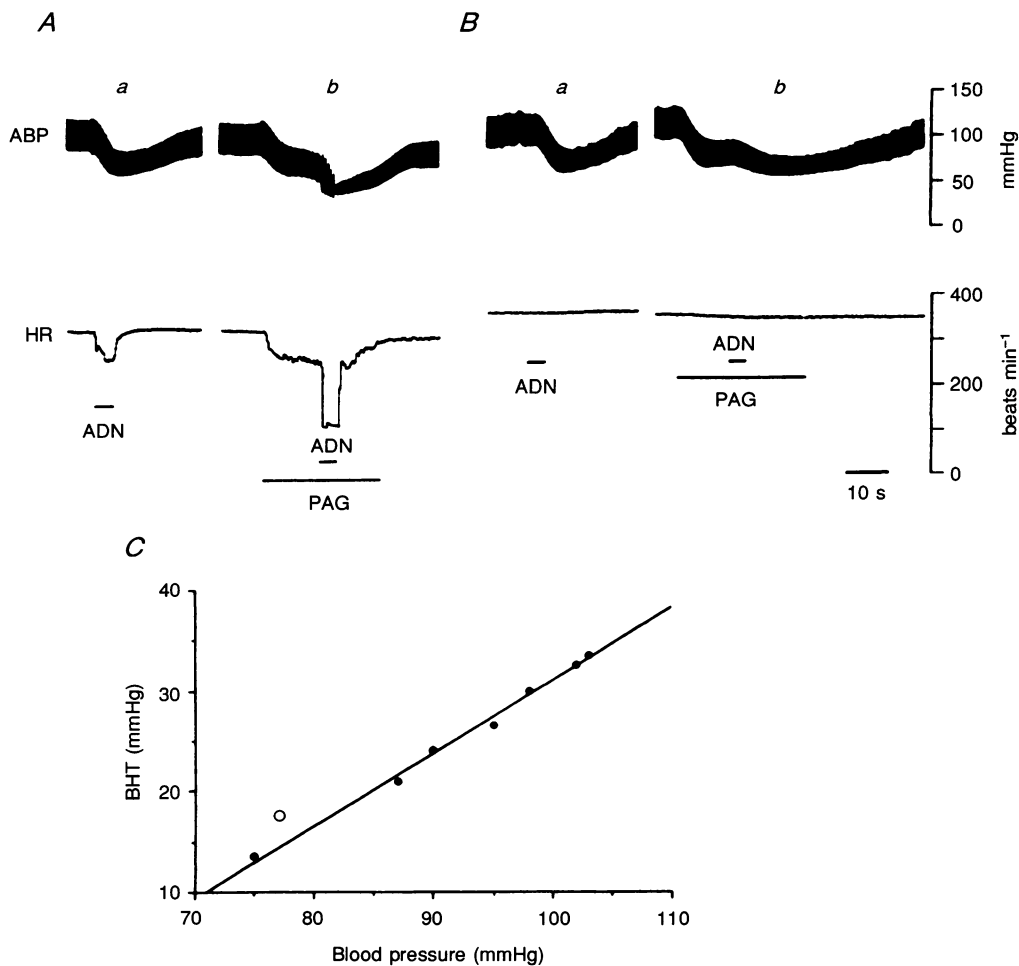 A
B
a
b
a
b
ABP
150
100
50
0
mmHg
HR
400
200
0
beats min⁻¹
ADN
ADN
PAG
ADN
ADN
PAG
10 s
C
40
30
20
10
BHT (mmHg)
70
80
90
100
110
Blood pressure (mmHg)